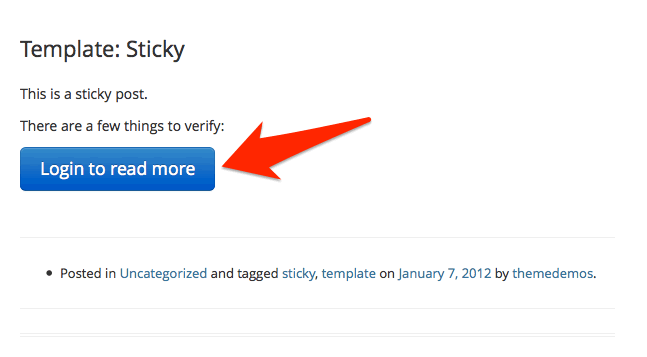 Template: Sticky
This is a sticky post.
There are a few things to verify:
Login to read more
Posted in Uncategorized and tagged sticky, template on January 7, 2012 by themedemos.